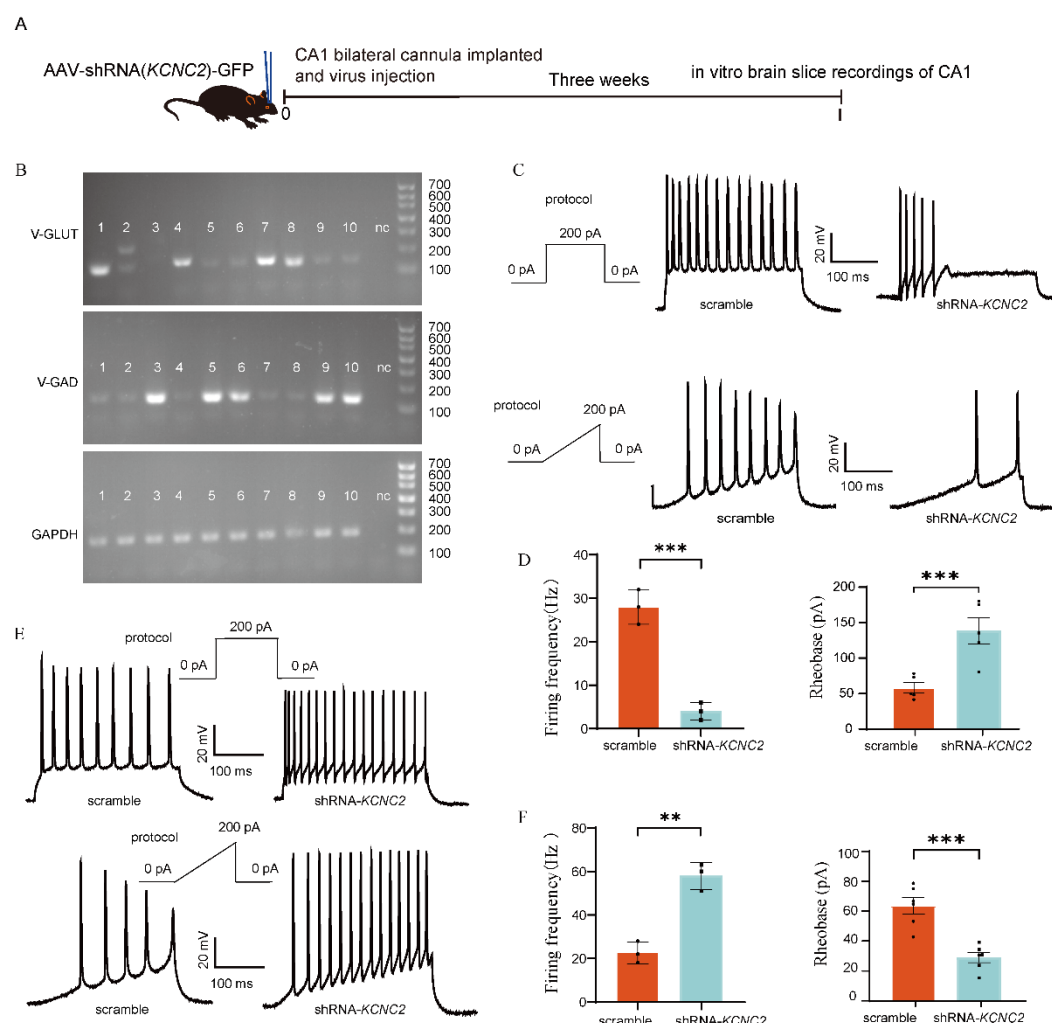 A
AAV-shRNA(KCNC2)-GFP
CA1 bilateral cannula implanted
and virus injection
Three weeks
in vitro brain slice recordings of CA1
0
B
V-GLUT
1 2 3 4 5 6 7 8 9 10 nc
700
600
500
400
300
200
100
V-GAD
1 2 3 4 5 6 7 8 9 10 nc
700
600
500
400
300
200
100
GAPDH
1 2 3 4 5 6 7 8 9 10 nc
700
600
500
400
300
200
100
C
protocol
200 pA
0 pA 0 pA
scramble
20 mV
100 ms
shRNA-KCNC2
protocol
200 pA
0 pA 0 pA
scramble
20 mV
100 ms
shRNA-KCNC2
D
Firing frequency(Hz)
40
30
20
10
0
***
scramble shRNA-KCNC2
Rheobase (pA)
200
150
100
50
0
***
scramble shRNA-KCNC2
E
protocol
200 pA
0 pA 0 pA
20 mV
100 ms
scramble
shRNA-KCNC2
protocol
200 pA
0 pA 0 pA
20 mV
100 ms
scramble
shRNA-KCNC2
F
Firing frequency(Hz)
80
60
40
20
0
**
scramble shRNA-KCNC2
Rheobase (pA)
100
80
60
40
20
0
***
scramble shRNA-KCNC2